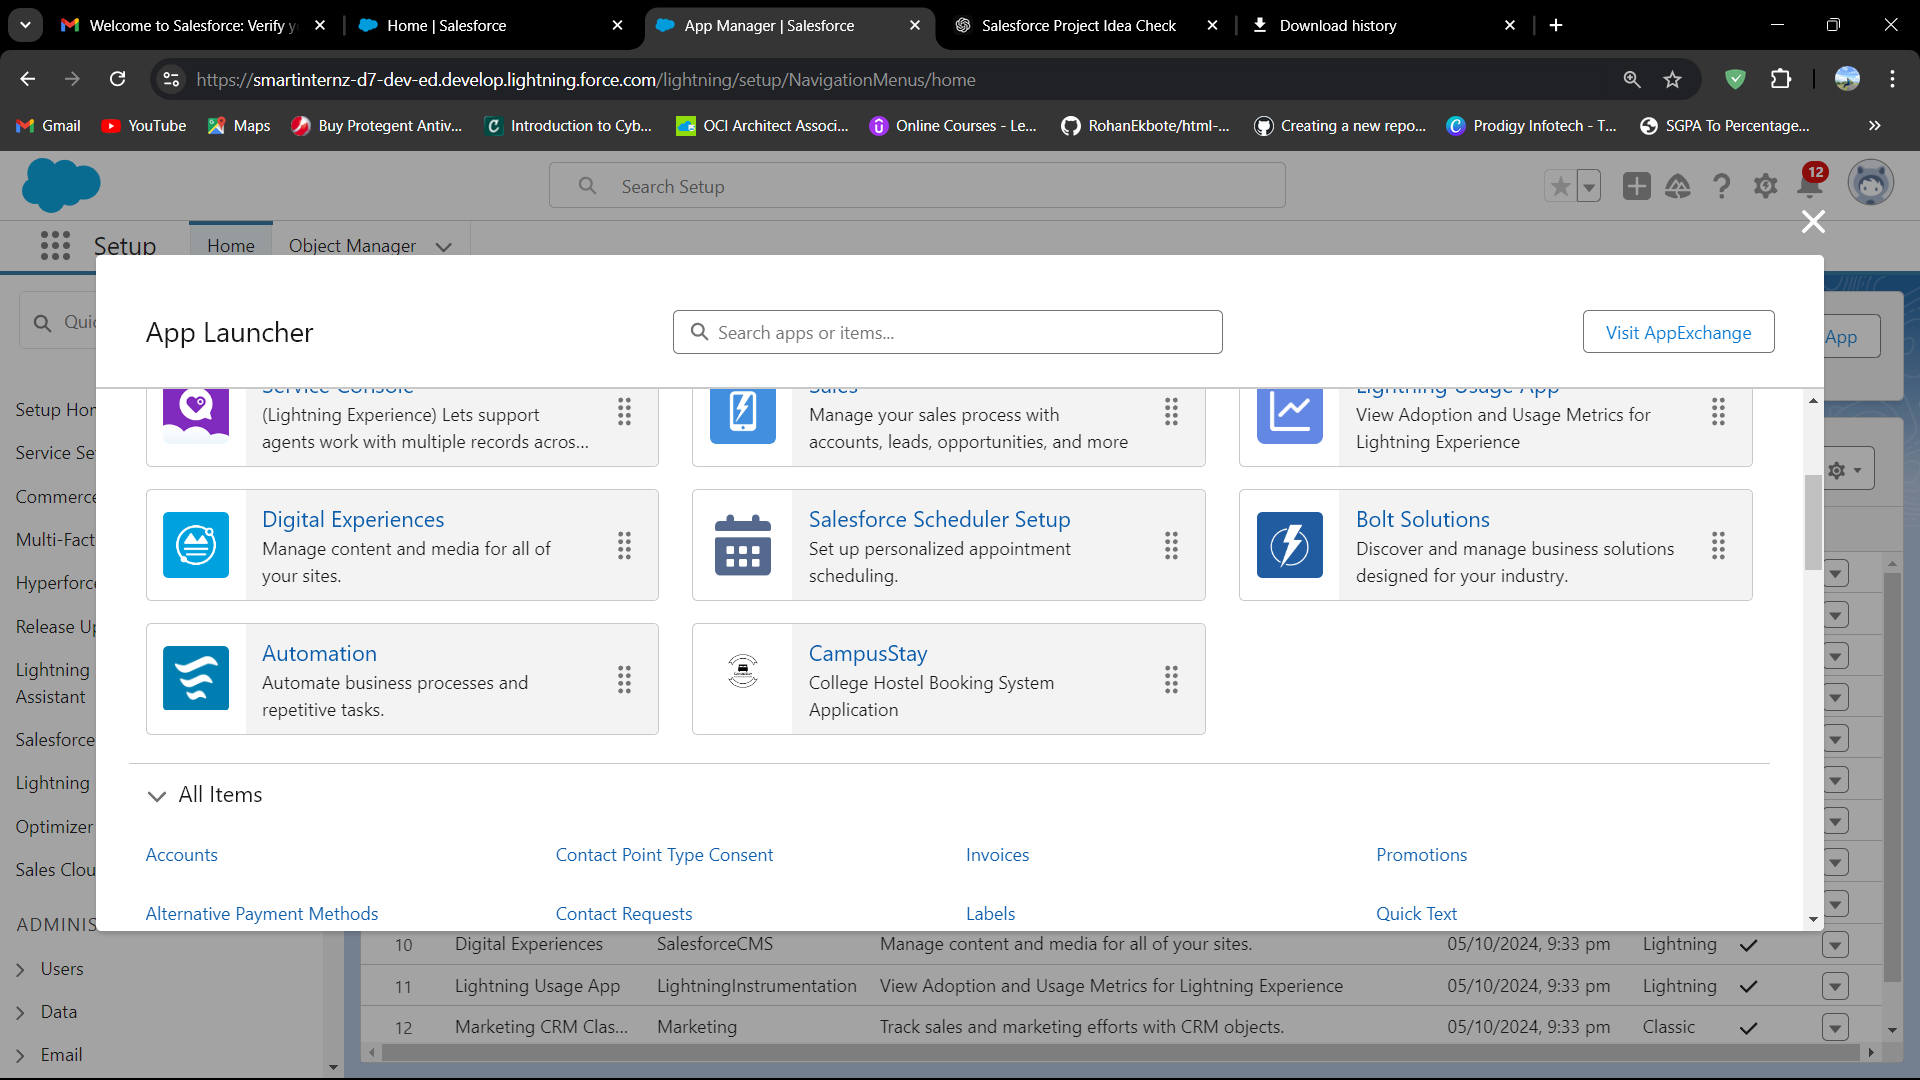 Welcome to Salesforce: Verify y
Home | Salesforce
App Manager | Salesforce
Salesforce Project Idea Check
Download history
https://smartinternz-d7-dev-ed.develop.lightning.force.com/lightning/setup/NavigationMenus/home
Gmail
YouTube
Maps
Buy Protegent Antiv...
Introduction to Cyb...
OCI Architect Associ...
Online Courses - Le...
RohanEkbote/html-...
Creating a new repo...
Prodigy Infotech - T...
SGPA To Percentage...
Search Setup
12
Setup
Home
Object Manager
Quic
App
App Launcher
Search apps or items...
Visit AppExchange
Service Console
(Lightning Experience) Lets support
agents work with multiple records acros...
Sales
Manage your sales process with
accounts, leads, opportunities, and more
Lightning Usage App
View Adoption and Usage Metrics for
Lightning Experience
Digital Experiences
Manage content and media for all of
your sites.
Salesforce Scheduler Setup
Set up personalized appointment
scheduling.
Bolt Solutions
Discover and manage business solutions
designed for your industry.
Automation
Automate business processes and
repetitive tasks.
CampusStay
College Hostel Booking System
Application
All Items
Accounts
Contact Point Type Consent
Invoices
Promotions
Alternative Payment Methods
Contact Requests
Labels
Quick Text
Setup Hon
Service Se
Commerce
Multi-Fact
Hyperforce
Release Up
Lightning
Assistant
Salesforce
Lightning
Optimizer
Sales Clou
ADMINIS
Users
Data
Email
10 Digital Experiences SalesforceCMS Manage content and media for all of your sites. 05/10/2024, 9:33 pm Lightning
11 Lightning Usage App LightningInstrumentation View Adoption and Usage Metrics for Lightning Experience 05/10/2024, 9:33 pm Lightning
12 Marketing CRM Clas... Marketing Track sales and marketing efforts with CRM objects. 05/10/2024, 9:33 pm Classic